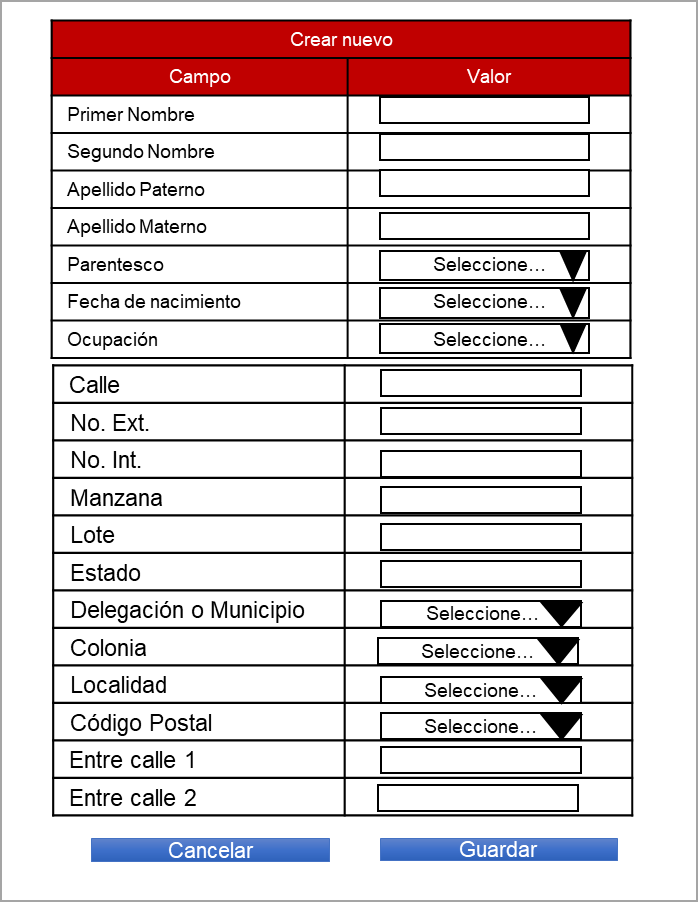 Crear nuevo
Campo Valor
Primer Nombre
Segundo Nombre
Apellido Paterno
Apellido Materno
Parentesco Seleccione...
Fecha de nacimiento Seleccione...
Ocupación Seleccione...
Calle
No. Ext.
No. Int.
Manzana
Lote
Estado
Delegación o Municipio Seleccione...
Colonia Seleccione...
Localidad Seleccione...
Código Postal Seleccione...
Entre calle 1
Entre calle 2
Cancelar Guardar